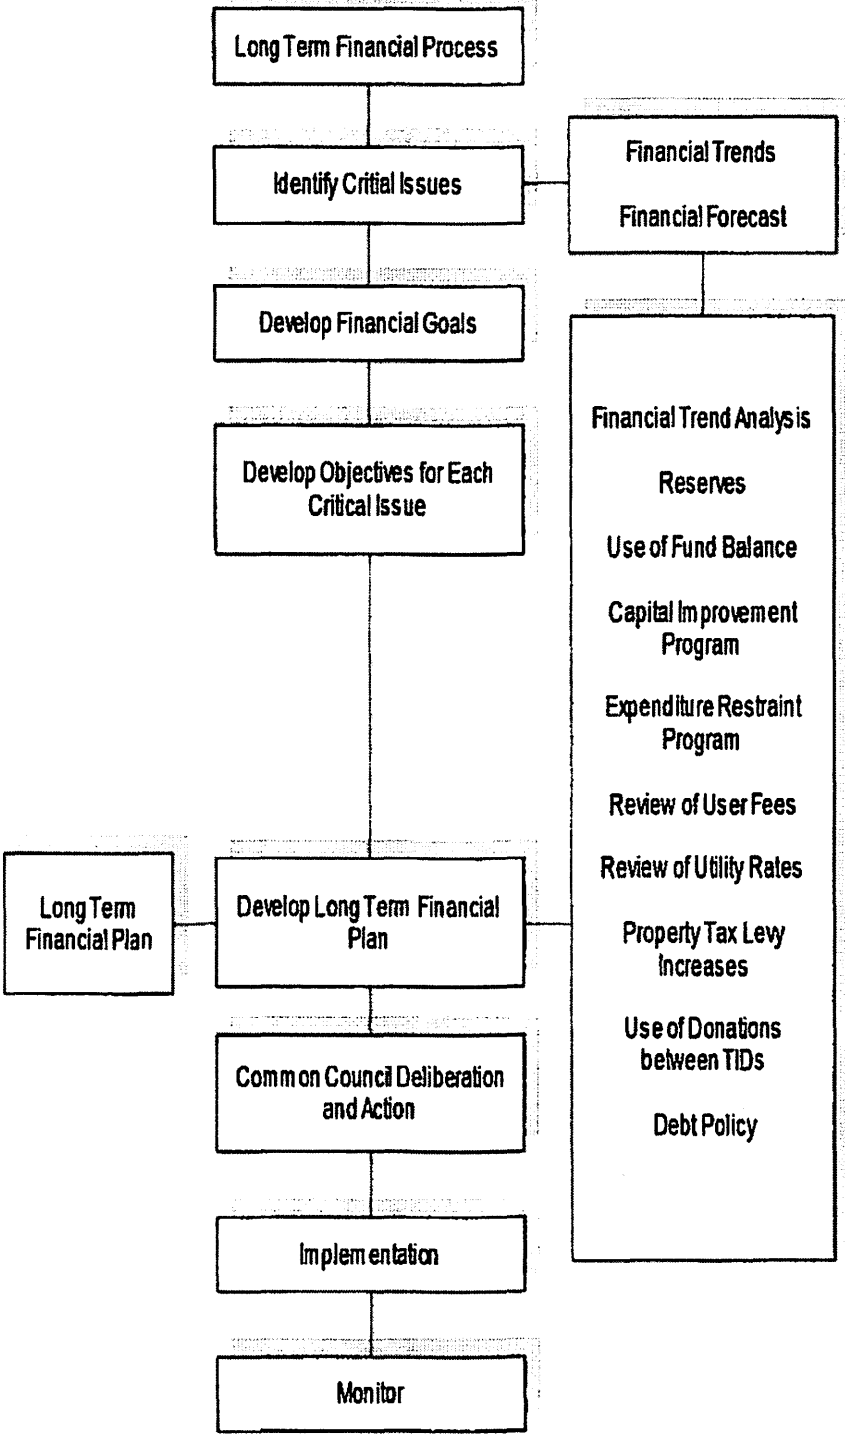 Long Term Financial Process
Identify Critial Issues
Financial Trends
Financial Forecast
Develop Financial Goals
Develop Objectives for Each
Critical Issue
Financial Trend Analysis
Reserves
Use of Fund Balance
Capital Improvement
Program
Expenditure Restraint
Program
Review of User Fees
Review of Utility Rates
Property Tax Levy
Increases
Use of Donations
between TIDs
Debt Policy
Long Term
Financial Plan
Develop Long Term Financial
Plan
Common Council Deliberation
and Action
Implementation
Monitor